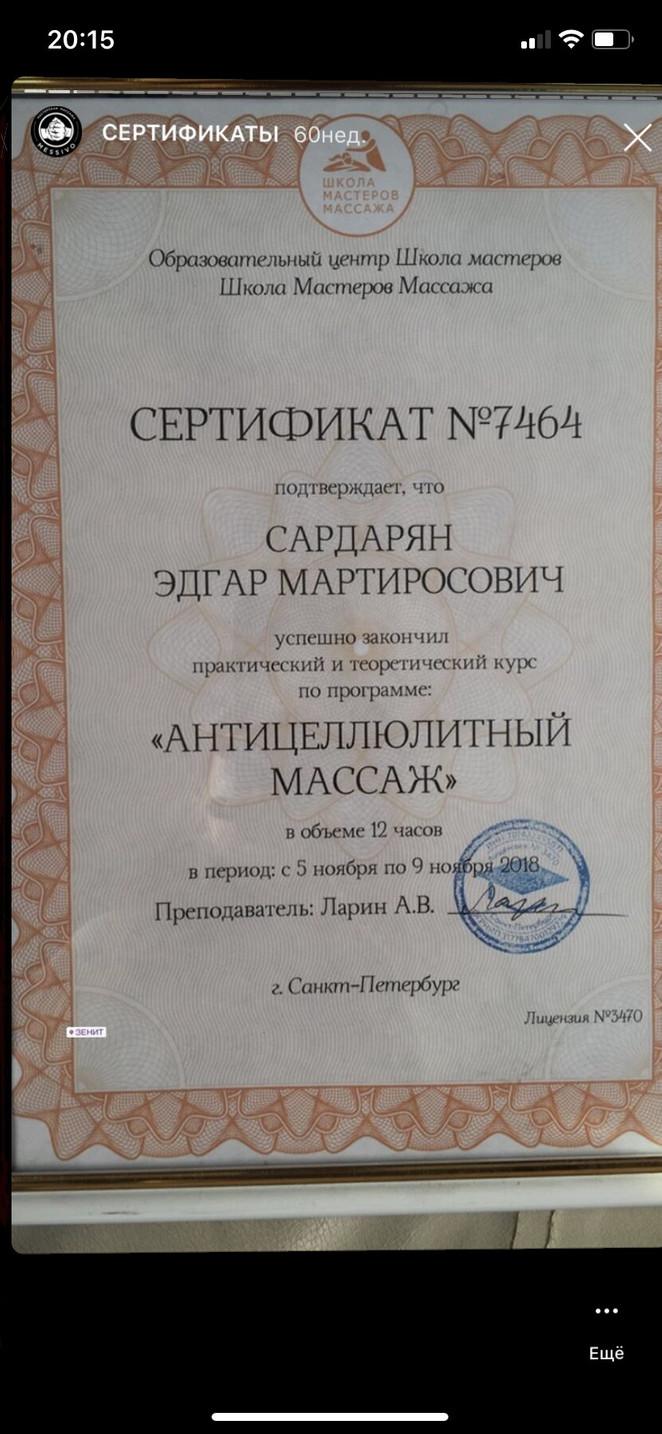 20:15
MESSIVO
СЕРТИФИКАТЫ 60нед.
ШКОЛА
МАСТЕРОВ
МАССАЖА
Образовательный центр Школа мастеров
Школа Мастеров Массажа
СЕРТИФИКАТ №7464
подтверждает, что
САРДАРЯН
ЭДГАР МАРТИРОСОВИЧ
успешно закончил
практический и теоретический курс
по программе:
«АНТИЦЕЛЛЮЛИТНЫЙ
МАССАЖ»
в объеме 12 часов
в период: с 5 ноября по 9 ноября 2018
Преподаватель: Ларин А.В.
г. Санкт-Петербург
Лицензия №3470
ЗЕНИТ
Ещё